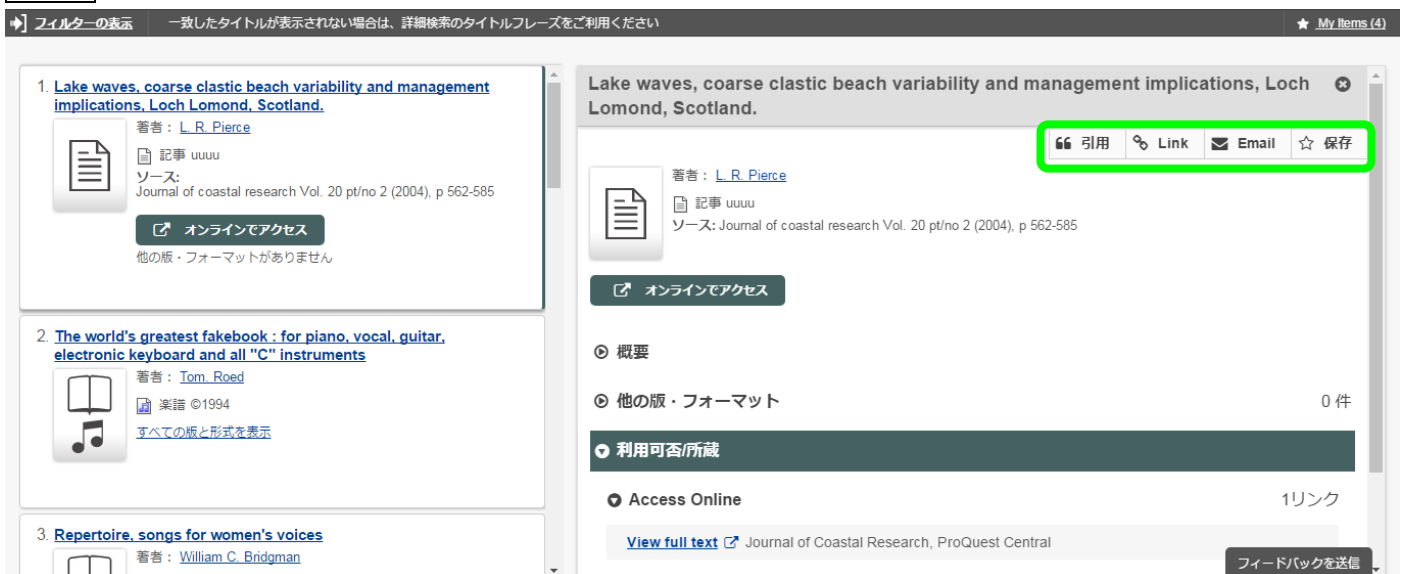 フィルターの表示 一致したタイトルが表示されない場合は、詳細検索のタイトルフレーズをご利用ください My Items (4)
1. Lake waves, coarse clastic beach variability and management
implications, Loch Lomond, Scotland.
著者： L. R. Pierce
記事 uuuu
ソース:
Journal of coastal research Vol. 20 pt/no 2 (2004), p 562-585
オンラインでアクセス
他の版・フォーマットがありません
2. The world's greatest fakebook : for piano, vocal, guitar,
electronic keyboard and all "C" instruments
著者： Tom. Roed
楽譜 ©1994
すべての版と形式を表示
3. Repertoire, songs for women's voices
著者： William C. Bridgman
Lake waves, coarse clastic beach variability and management implications, Loch
Lomond, Scotland.
引用 Link Email 保存
著者： L. R. Pierce
記事 uuuu
ソース: Journal of coastal research Vol. 20 pt/no 2 (2004), p 562-585
オンラインでアクセス
概要
他の版・フォーマット 0 件
利用可否/所蔵
Access Online 1リンク
View full text Journal of Coastal Research, ProQuest Central
フィードバックを送信